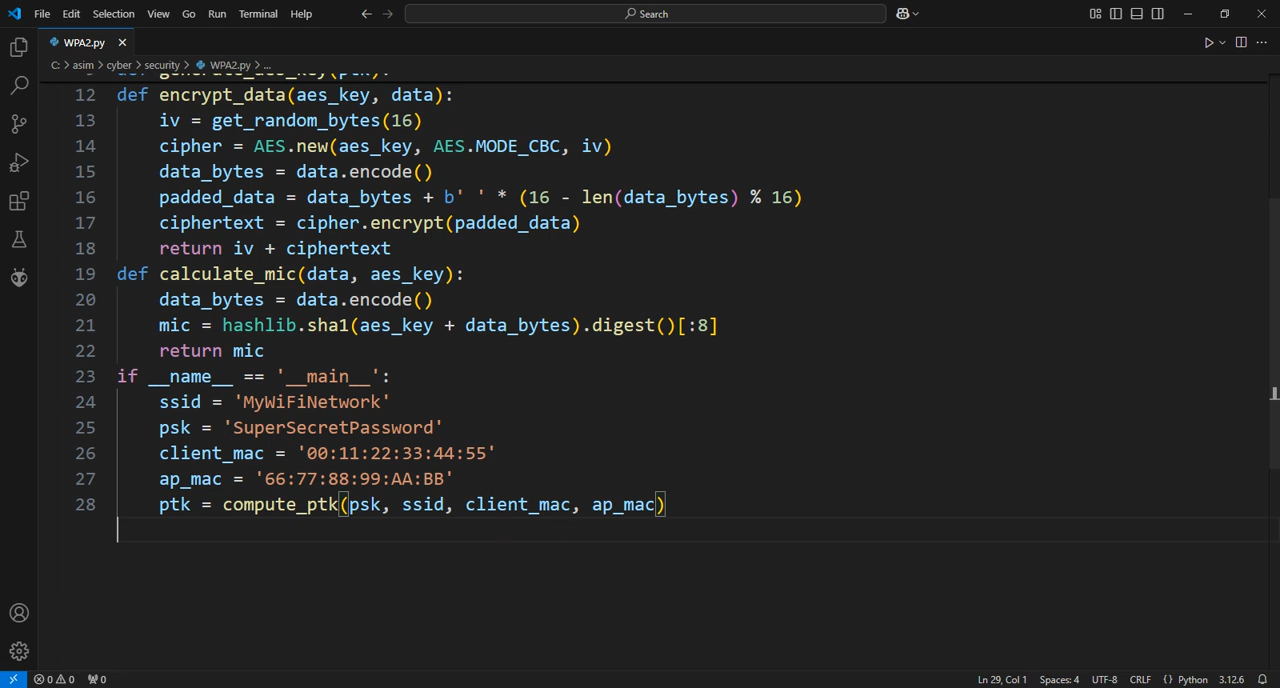 File Edit Selection View Go Run Terminal Help
Search
WPA2.py
C: > asim > cyber > security > WPA2.py > ...
12 def encrypt_data(aes_key, data):
13 iv = get_random_bytes(16)
14 cipher = AES.new(aes_key, AES.MODE_CBC, iv)
15 data_bytes = data.encode()
16 padded_data = data_bytes + b' ' * (16 - len(data_bytes) % 16)
17 ciphertext = cipher.encrypt(padded_data)
18 return iv + ciphertext
19 def calculate_mic(data, aes_key):
20 data_bytes = data.encode()
21 mic = hashlib.sha1(aes_key + data_bytes).digest()[:8]
22 return mic
23 if __name__ == '__main__':
24 ssid = 'MyWiFiNetwork'
25 psk = 'SuperSecretPassword'
26 client_mac = '00:11:22:33:44:55'
27 ap_mac = '66:77:88:99:AA:BB'
28 ptk = compute_ptk(psk, ssid, client_mac, ap_mac)
0 0 0 Ln 29, Col 1 Spaces: 4 UTF-8 CRLF {} Python 3.12.6